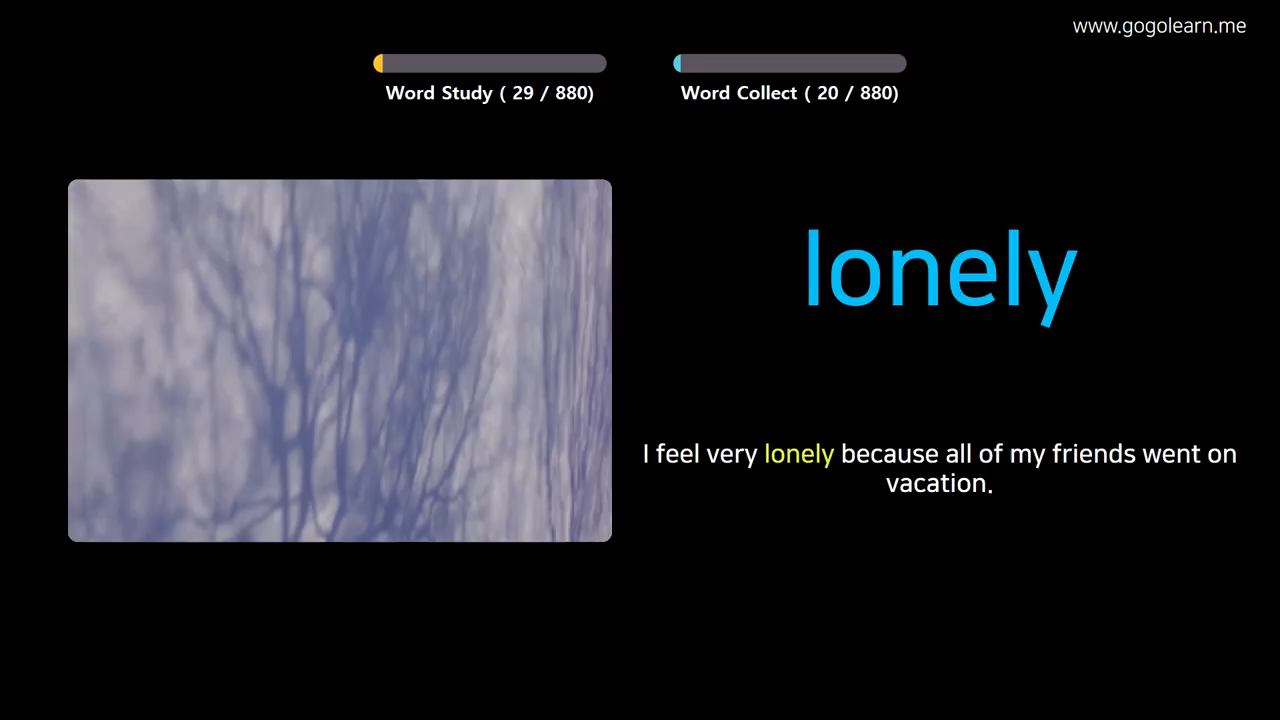 www.gogolearn.me
Word Study ( 29 / 880)
Word Collect ( 20 / 880)
lonely
I feel very lonely because all of my friends went on
vacation.